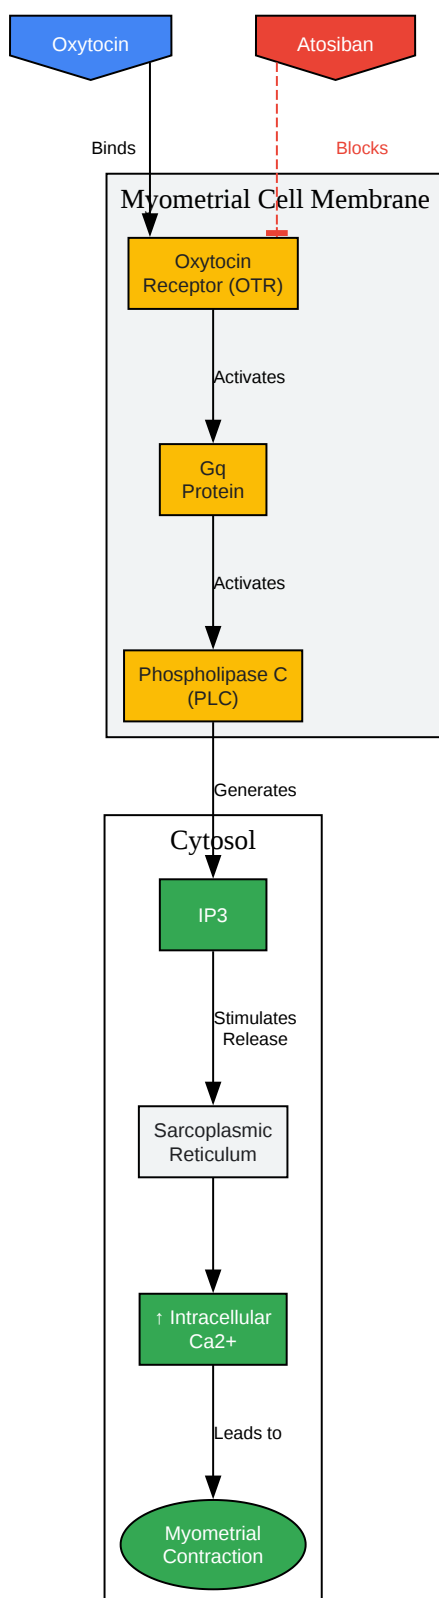 Oxytocin
Atosiban
Binds
Blocks
Myometrial Cell Membrane
Oxytocin
Receptor (OTR)
Activates
Gq
Protein
Activates
Phospholipase C
(PLC)
Generates
Cytosol
IP3
Stimulates
Release
Sarcoplasmic
Reticulum
↑ Intracellular
Ca2+
Leads to
Myometrial
Contraction